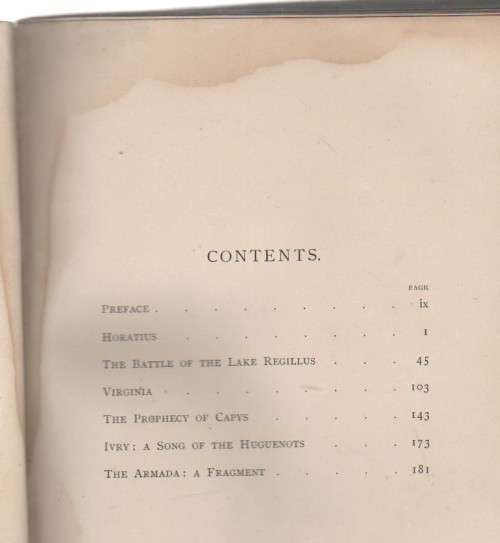 CONTENTS.
PAGE
PREFACE . . . . . . . . . ix
HORATIUS . . . . . . . . 1
THE BATTLE OF THE LAKE REGILLUS . . . 45
VIRGINIA . . . . . . . . 103
THE PROPHECY OF CAPYS . . . . . 143
IVRY: A SONG OF THE HUGUENOTS . . . 173
THE ARMADA: A FRAGMENT . . . . . 181